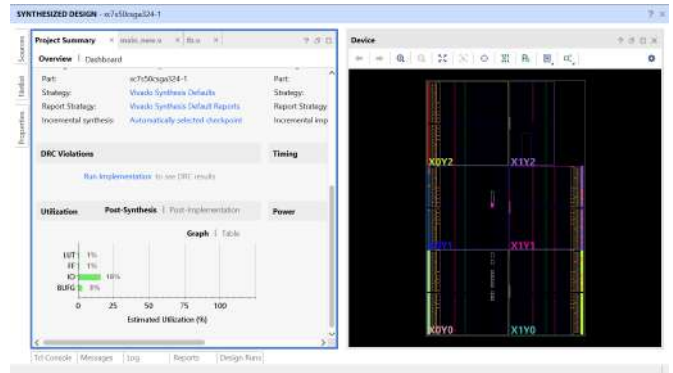 SYNTHESIZED DESIGN - xc7s50csga324-1
Project Summary
Device
Overview | Dashboard
Sources
Netlist
Properties
Part: xc7s50csga324-1
Part:
Strategy: Vivado Synthesis Defaults
Strategy:
Report Strategy: Vivado Synthesis Default Reports
Report Strategy
Incremental synthesis Automatically selected checkpoint
Incremental imp
DRC Violations
Timing
Run Implementation to see DRC results
Utilization
Post-Synthesis | Post-Implementation
Power
Graph | Table
LUT 1%
FF 1%
IO
BUFG
0 25 50 75 100
Estimated Utilization (%)
X0Y2 X1Y2
X0Y1 X1Y1
X0Y0 X1Y0
Tcl Console Messages Log Reports Design Runs